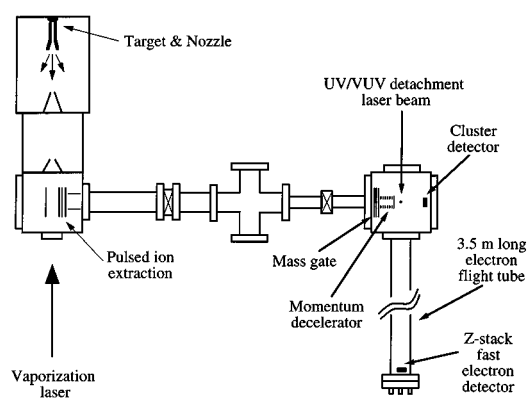 Target & Nozzle
UV/VUV detachment
laser beam
Cluster
detector
Pulsed ion
extraction
Mass gate
Momentum
decelerator
3.5 m long
electron
flight tube
Z-stack
fast
electron
detector
Vaporization
laser